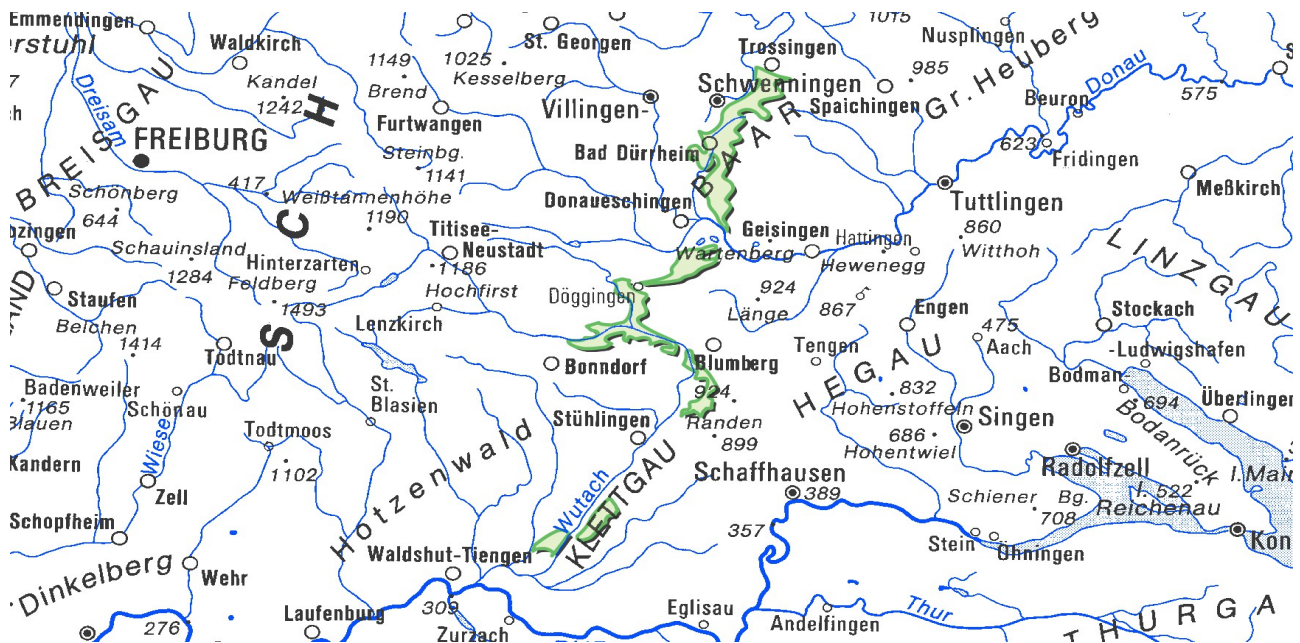 Emmendingen
erstuhl
Waldkirch
Kandel
1242
BREISGAU
Dreisam
FREIBURG
H
1149
Brend
1025
Kesselberg
St. Georgen
Furtwangen
Villingen-
Schwenningen
Trossingen
1015
Nusplingen
985
Spaichingen
Gr. Heuberg
Donau
575
Beuron
623
Fridingen
Bad Dürrheim
BAAR
Steinbg.
1141
417
Weißtannenhöhe
1190
Schönberg
644
C
Donaueschingen
Tuttlingen
Meßkirch
Schauinsland
1284
Hinterzarten
Titisee-
Neustadt
Geisingen
Wartenberg
Hattingen
Hewenegg
860
Witthoh
LINZGAU
Feldberg
1493
1186
Hochfirst
Döggingen
924
Länge
867
Staufen
Belchen
1414
S
Lenzkirch
Engen
475
Aach
Stockach
-Ludwigshafen
Todtnau
Bonndorf
Blumberg
Tengen
HEGAU
Bodman-
694
Überlingen
Badenweiler
1165
Blauen
Schönau
St.
Blasien
924
Randen
899
832
Hohenstoffeln
686
Hohentwiel
Singen
Bodanrück
Kandern
Wiese
Todtmoos
1102
Stühlingen
Hotzenwald
Wutach
KLETTGAU
Schaffhausen
389
Radolfzell
I.
Reichenau
522
I. Mai
Zell
Schopfheim
Schiener Bg.
708
357
Stein
Öhningen
Kon
Dinkelberg
Wehr
Waldshut-Tiengen
309
Laufenburg
276
Zurzach
Eglisau
Andelfingen
Thur
THURGA